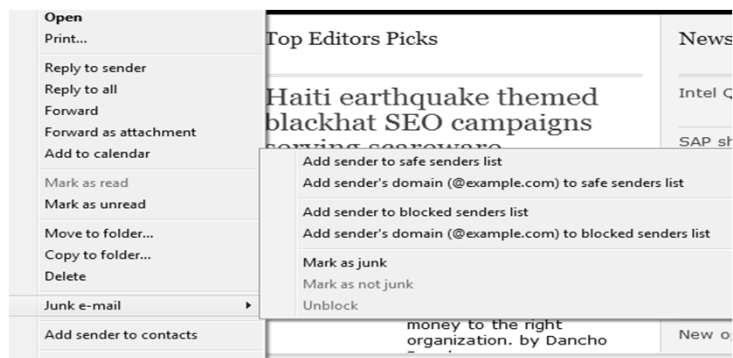 Open
Print...
Reply to sender
Reply to all
Forward
Forward as attachment
Add to calendar
Mark as read
Mark as unread
Move to folder...
Copy to folder...
Delete
Junk e-mail
Add sender to contacts
Add sender to safe senders list
Add sender's domain (@example.com) to safe senders list
Add sender to blocked senders list
Add sender's domain (@example.com) to blocked senders list
Mark as junk
Mark as not junk
Unblock
Top Editors Picks
Haiti earthquake themed
blackhat SEO campaigns
serving scareware
money to the right
organization. by Dancho
News
Intel Q
SAP sh
New o